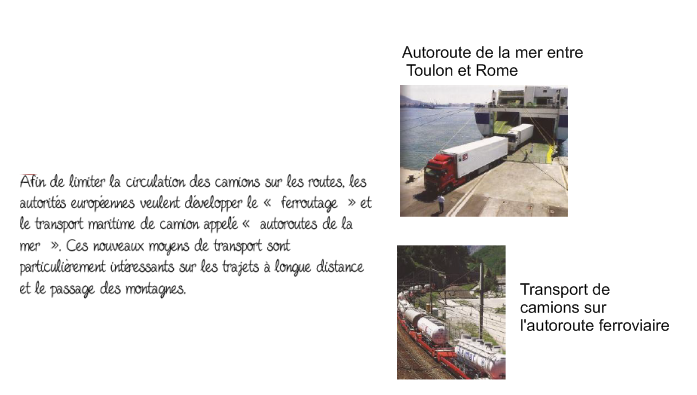 Afin de limiter la circulation des camions sur les routes, les
autorités européennes veulent développer le « ferroutage » et
le transport maritime de camion appelé « autoroutes de la
mer ». Ces nouveaux moyens de transport sont
particulièrement intéressants sur les trajets à longue distance
et le passage des montagnes.
Autoroute de la mer entre
Toulon et Rome
Transport de
camions sur
l'autoroute ferroviaire